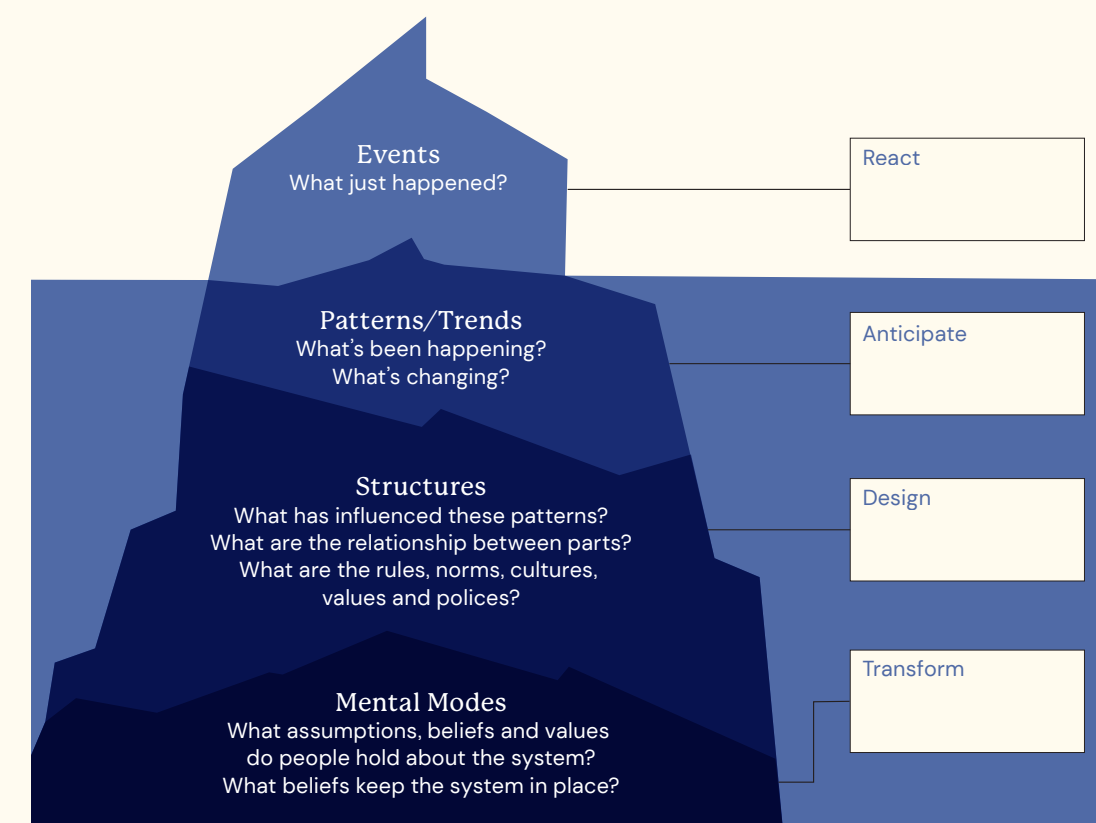 Events
What just happened?
React
Patterns/Trends
What's been happening?
What's changing?
Anticipate
Structures
What has influenced these patterns?
What are the relationship between parts?
What are the rules, norms, cultures,
values and polices?
Design
Mental Modes
What assumptions, beliefs and values
do people hold about the system?
What beliefs keep the system in place?
Transform